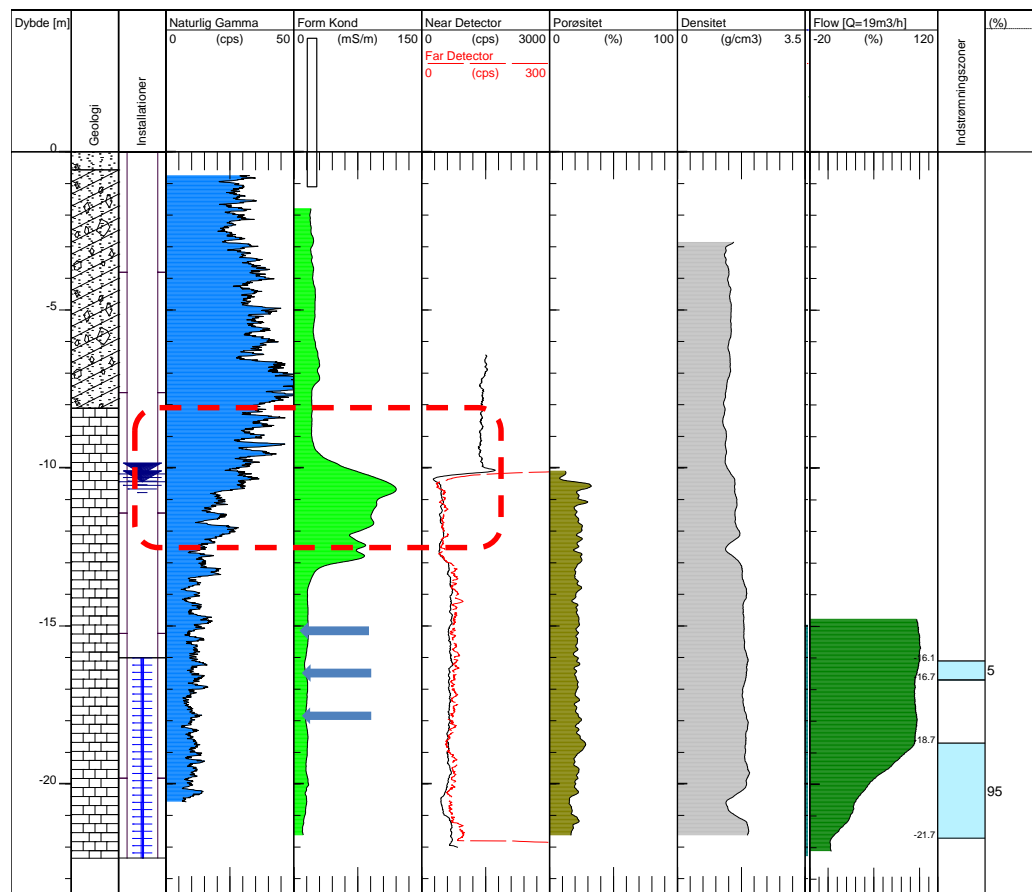 Dybde [m]
Geologi
Installationer
Naturlig Gamma
0 (cps) 50
Form Kond
0 (mS/m) 150
Near Detector
0 (cps) 3000
Far Detector
0 (cps) 300
Porøsitet
0 (%) 100
Densitet
0 (g/cm3) 3.5
Flow [Q=19m3/h]
-20 (%) 120
Indstrømningszoner
(%)
0
-5
-10
-15
-20
-16.1
-16.7
-18.7
-21.7
5
95